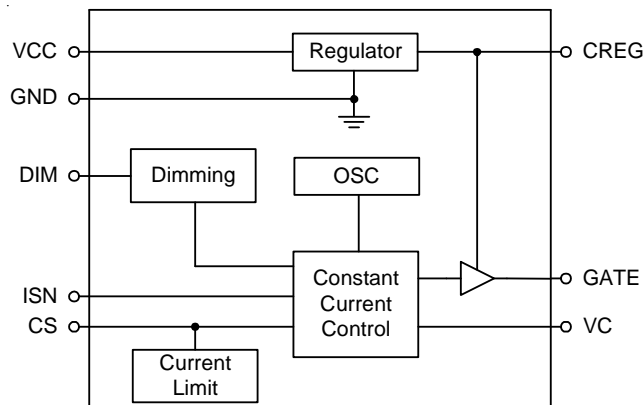 VCC
Regulator
CREG
GND
DIM
Dimming
OSC
ISN
Constant
Current
Control
GATE
CS
VC
Current
Limit